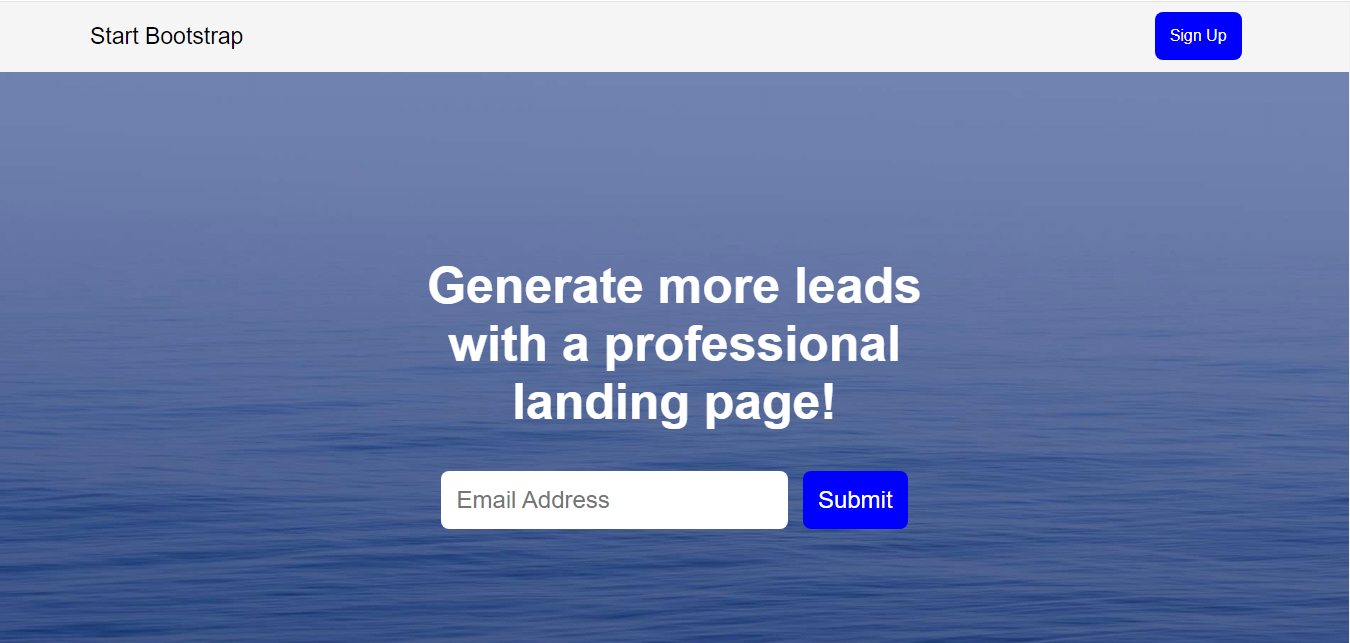 Start Bootstrap
Sign Up
Generate more leads
with a professional
landing page!
Email Address
Submit